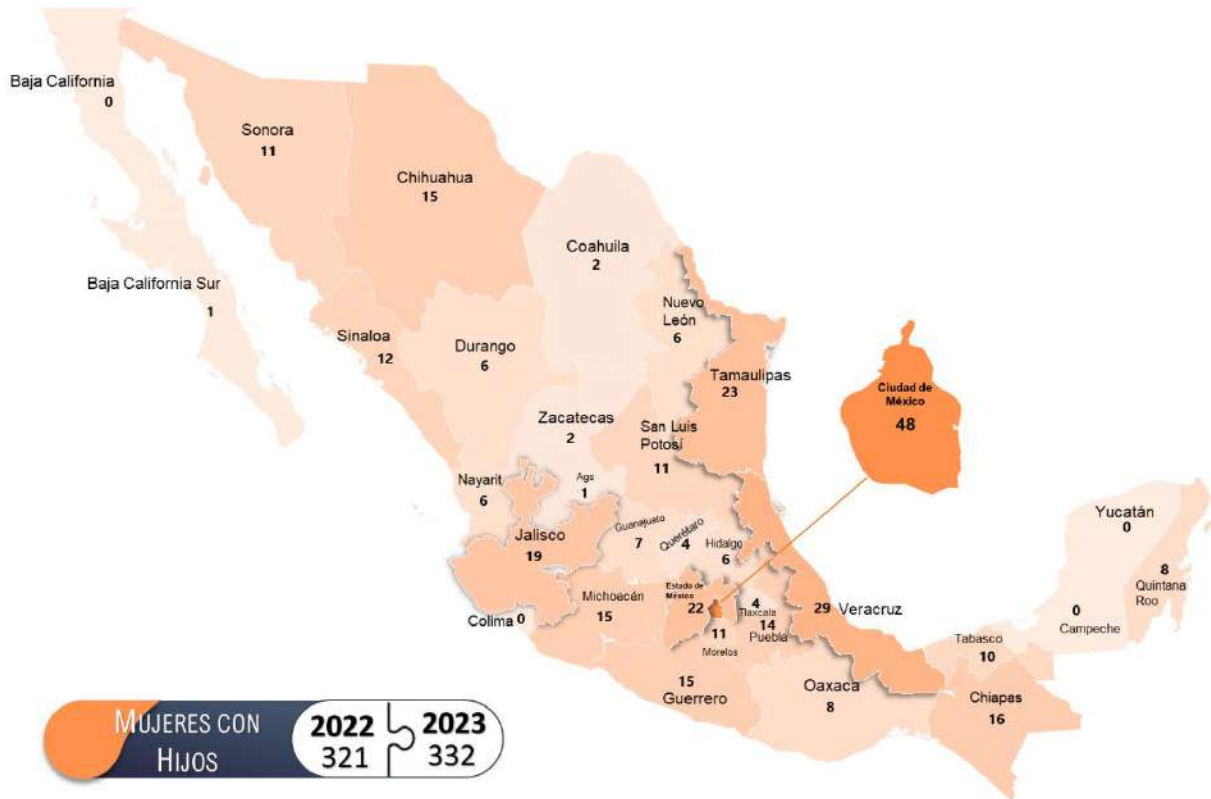 Baja California
0
Sonora
11
Chihuahua
15
Coahuila
2
Baja California Sur
1
Nuevo
León
6
Sinaloa
12
Durango
6
Tamaulipas
23
Ciudad de
México
48
Zacatecas
2
San Luis
Potosí
11
Nayarit
6
Ags
1
Jalisco
19
Guanajuato
7
Querétaro
4
Hidalgo
6
Yucatán
0
8
Quintana
Roo
Michoacán
15
Estado de
México
22
4
Tlaxcala
14
Puebla
29
Veracruz
0
Campeche
Colima
0
11
Morelos
Tabasco
10
15
Guerrero
Oaxaca
8
Chiapas
16
MUJERES CON
HIJOS
2022
321
2023
332